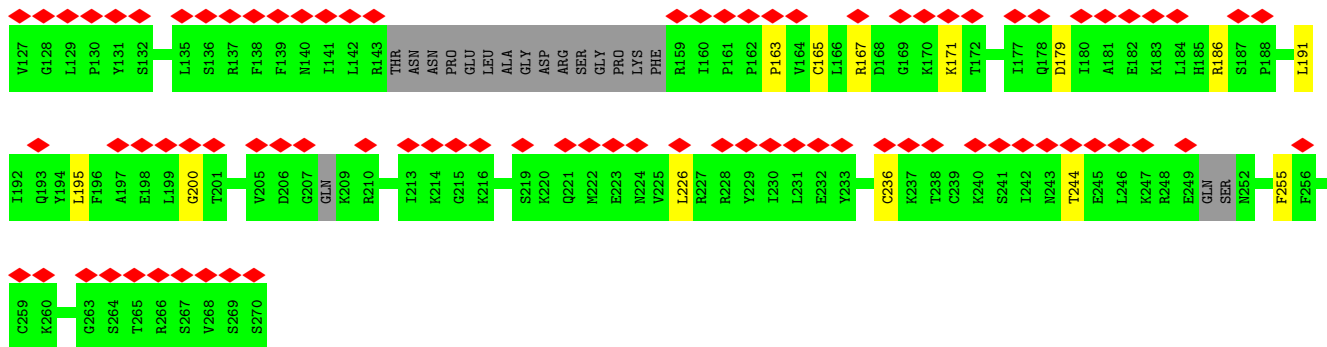 V127 G128 L129 P130 Y131 S132 L135 S136 R137 F138 F139 N140 I141 L142 R143 THR ASN ASN PRO GLU LEU ALA GLY ASP ARG SER GLY PRO LYS PHE R159 I160 P161 P162 P163 V164 C165 L166 R167 D168 G169 K170 K171 T172 I177 Q178 D179 I180 A181 E182 K183 L184 H185 R186 S187 P188 L191
I192 Q193 Y194 L195 F196 A197 E198 L199 G200 T201 V205 D206 G207 GLN K209 R210 I213 K214 G215 K216 S219 K220 Q221 M222 E223 N224 V225 L226 R227 R228 Y229 I230 L231 E232 Y233 C236 K237 T238 C239 K240 S241 I242 N243 T244 E245 L246 K247 R248 E249 GLN SER N252 F255 F256
C259 K260 G263 S264 T265 R266 S267 V268 S269 S270